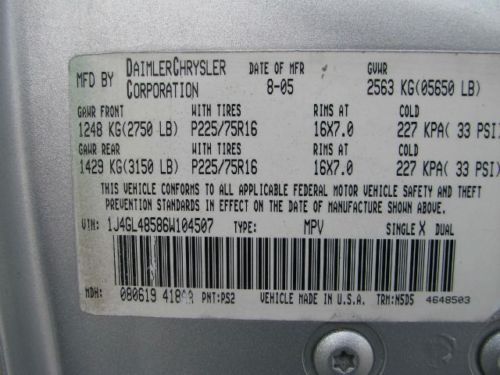 MFD BY DAIMLERCHRYSLER CORPORATION DATE OF MFR 8-05 GVWR 2563 KG(05650 LB)
GAWR FRONT WITH TIRES RIMS AT COLD
1248 KG(2750 LB) P225/75R16 16X7.0 227 KPA( 33 PSI)
GAWR REAR WITH TIRES RIMS AT COLD
1429 KG(3150 LB) P225/75R16 16X7.0 227 KPA( 33 PSI)
THIS VEHICLE CONFORMS TO ALL APPLICABLE FEDERAL MOTOR VEHICLE SAFETY AND THEFT
PREVENTION STANDARDS IN EFFECT ON THE DATE OF MANUFACTURE SHOWN ABOVE.
VIN: 1J4GL48586W104507 TYPE: MPV SINGLE X DUAL
MDH: 080619 PNT:PS2 VEHICLE MADE IN U.S.A. TRM:N5D5 4648503